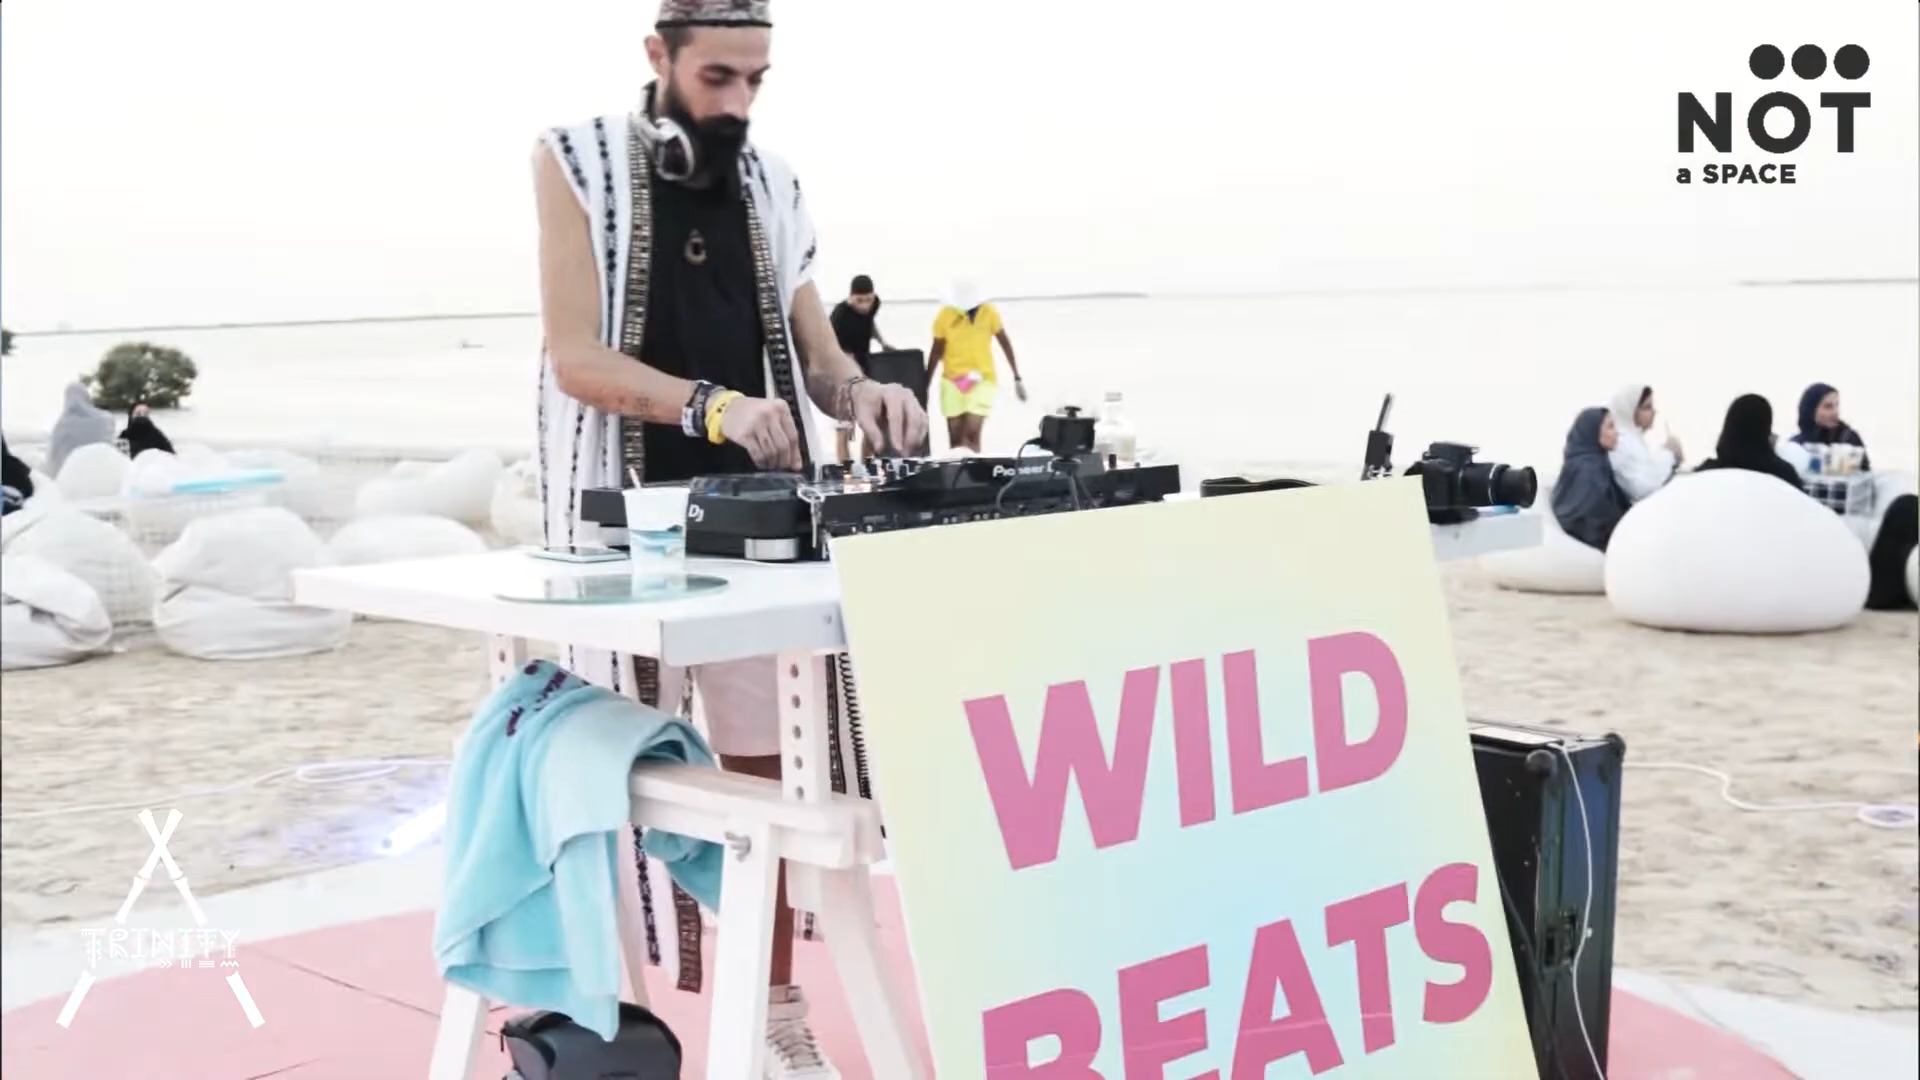 NOT
a SPACE
Pioneer D
DJ
WILD
BEATS
TRINITY